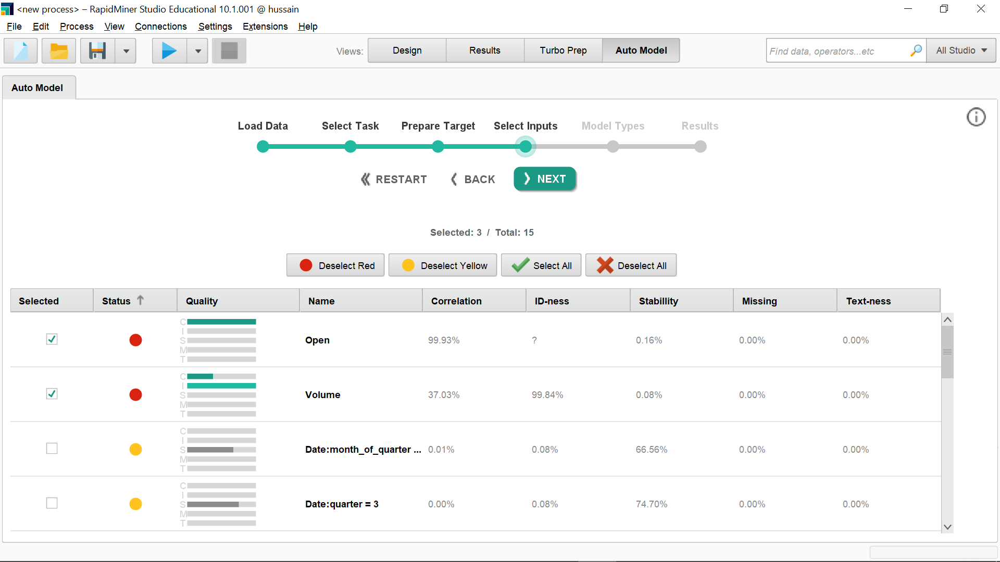 <new process> – RapidMiner Studio Educational 10.1.001 @ hussain
File Edit Process View Connections Settings Extensions Help
Views: Design Results Turbo Prep Auto Model Find data, operators...etc All Studio
Auto Model
Load Data Select Task Prepare Target Select Inputs Model Types Results
RESTART BACK NEXT
Selected: 3 / Total: 15
Deselect Red Deselect Yellow Select All Deselect All
Selected Status Quality Name Correlation ID-ness Stabillity Missing Text-ness
C
I
S Open 99.93% ? 0.16% 0.00% 0.00%
M
T
C
I
S Volume 37.03% 99.84% 0.08% 0.00% 0.00%
M
T
C
I
S Date:month_of_quarter ... 0.01% 0.08% 66.56% 0.00% 0.00%
M
T
C
I
S Date:quarter = 3 0.00% 0.08% 74.70% 0.00% 0.00%
M
T